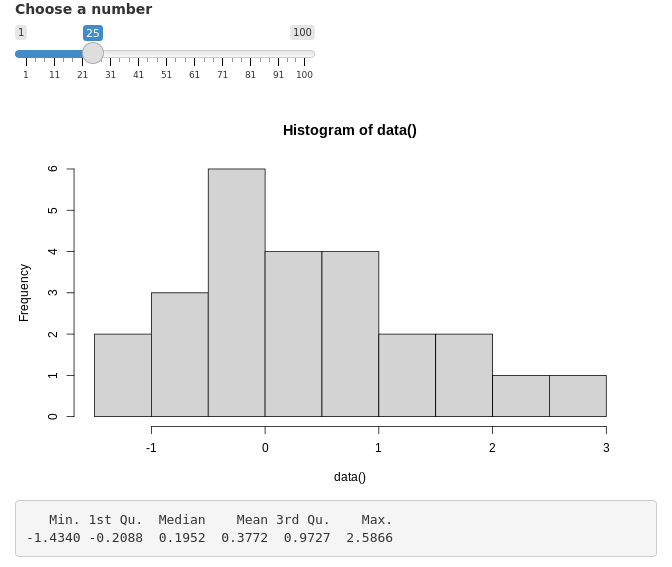 Choose a number
1 25 100
1 11 21 31 41 51 61 71 81 91 100
Histogram of data()
Frequency
6
5
4
3
2
1
0
-1 0 1 2 3
data()
Min. 1st Qu. Median Mean 3rd Qu. Max.
-1.4340 -0.2088 0.1952 0.3772 0.9727 2.5866